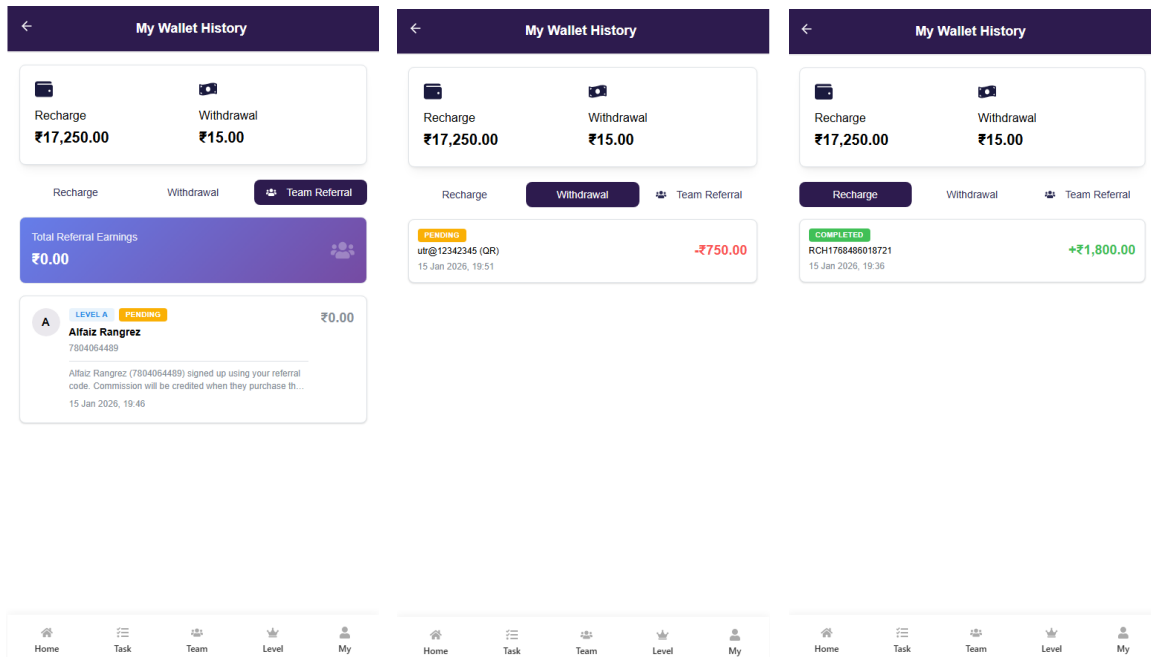 My Wallet History
Recharge
₹17,250.00
Withdrawal
₹15.00
Recharge
Withdrawal
Team Referral
Total Referral Earnings
₹0.00
A
LEVEL A
PENDING
₹0.00
Alfaiz Rangrez
7804064489
Alfaiz Rangrez (7804064489) signed up using your referral
code. Commission will be credited when they purchase th...
15 Jan 2026, 19:46
Home
Task
Team
Level
My
My Wallet History
Recharge
₹17,250.00
Withdrawal
₹15.00
Recharge
Withdrawal
Team Referral
PENDING
utr@12342345 (QR)
15 Jan 2026, 19:51
-₹750.00
Home
Task
Team
Level
My
My Wallet History
Recharge
₹17,250.00
Withdrawal
₹15.00
Recharge
Withdrawal
Team Referral
COMPLETED
RCH1768486018721
15 Jan 2026, 19:36
+₹1,800.00
Home
Task
Team
Level
My